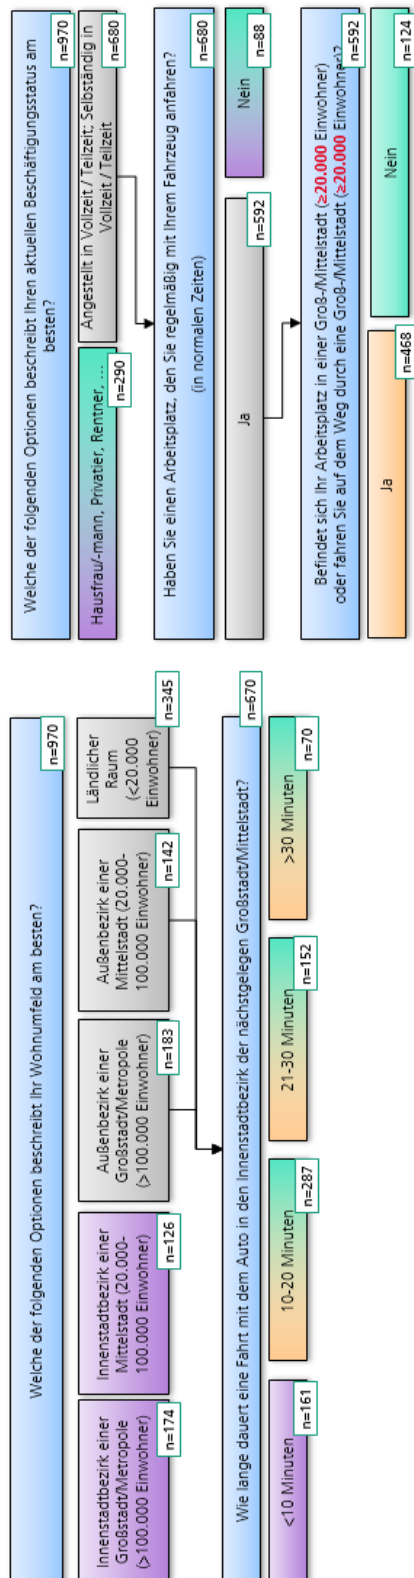 Welche der folgenden Optionen beschreibt Ihr Wohnumfeld am besten?
n=970
Innenstadtbezirk einer
Großstadt/Metropole
(>100.000 Einwohner)
n=174
Innenstadtbezirk einer
Mittelstadt (20.000-
100.000 Einwohner)
n=126
Außenbezirk einer
Großstadt/Metropole
(>100.000 Einwohner)
n=183
Außenbezirk einer
Mittelstadt (20.000-
100.000 Einwohner)
n=142
Ländlicher
Raum
(<20.000
Einwohner)
n=345
Wie lange dauert eine Fahrt mit dem Auto in den Innenstadtbezirk der nächstgelegen Großstadt/Mittelstadt?
n=670
<10 Minuten
n=161
10-20 Minuten
n=287
21-30 Minuten
n=152
>30 Minuten
n=70
Welche der folgenden Optionen beschreibt Ihren aktuellen Beschäftigungsstatus am
besten?
n=970
Hausfrau/-mann, Privatier, Rentner, ...
n=290
Angestellt in Vollzeit / Teilzeit; Selbständig in
Vollzeit / Teilzeit
n=680
Haben Sie einen Arbeitsplatz, den Sie regelmäßig mit Ihrem Fahrzeug anfahren?
(in normalen Zeiten)
n=680
Ja
n=592
Nein
n=88
Befindet sich Ihr Arbeitsplatz in einer Groß-/Mittelstadt (≥20.000 Einwohner)
oder fahren Sie auf dem Weg durch eine Groß-/Mittelstadt (≥20.000 Einwohner)?
n=592
Ja
n=468
Nein
n=124